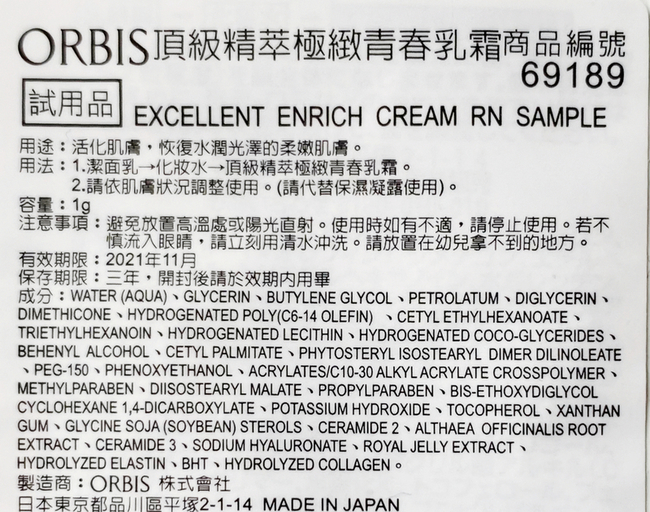 ORBIS頂級精萃極緻青春乳霜商品編號
69189
試用品 EXCELLENT ENRICH CREAM RN SAMPLE
用途：活化肌膚，恢復水潤光澤的柔嫩肌膚。
用法：1.潔面乳→化妝水→頂級精萃極緻青春乳霜。
2.請依肌膚狀況調整使用。(請代替保濕凝露使用)。
容量：1g
注意事項：避免放置高溫處或陽光直射。使用時如有不適，請停止使用。若不
慎流入眼睛，請立刻用清水沖洗。請放置在幼兒拿不到的地方。
有效期限：2021年11月
保存期限：三年，開封後請於效期內用畢
成分：WATER (AQUA)、GLYCERIN、BUTYLENE GLYCOL、PETROLATUM、DIGLYCERIN、
DIMETHICONE、HYDROGENATED POLY(C6-14 OLEFIN) 、CETYL ETHYLHEXANOATE、
TRIETHYLHEXANOIN、HYDROGENATED LECITHIN、HYDROGENATED COCO-GLYCERIDES、
BEHENYL ALCOHOL、CETYL PALMITATE、PHYTOSTERYL ISOSTEARYL DIMER DILINOLEATE
、PEG-150、PHENOXYETHANOL、ACRYLATES/C10-30 ALKYL ACRYLATE CROSSPOLYMER、
METHYLPARABEN、DIISOSTEARYL MALATE、PROPYLPARABEN、BIS-ETHOXYDIGLYCOL
CYCLOHEXANE 1,4-DICARBOXYLATE、POTASSIUM HYDROXIDE、TOCOPHEROL、XANTHAN
GUM、GLYCINE SOJA (SOYBEAN) STEROLS、CERAMIDE 2、ALTHAEA OFFICINALIS ROOT
EXTRACT、CERAMIDE 3、SODIUM HYALURONATE、ROYAL JELLY EXTRACT、
HYDROLYZED ELASTIN、BHT、HYDROLYZED COLLAGEN。
製造商：ORBIS 株式會社
日本東京都品川區平塚2-1-14 MADE IN JAPAN